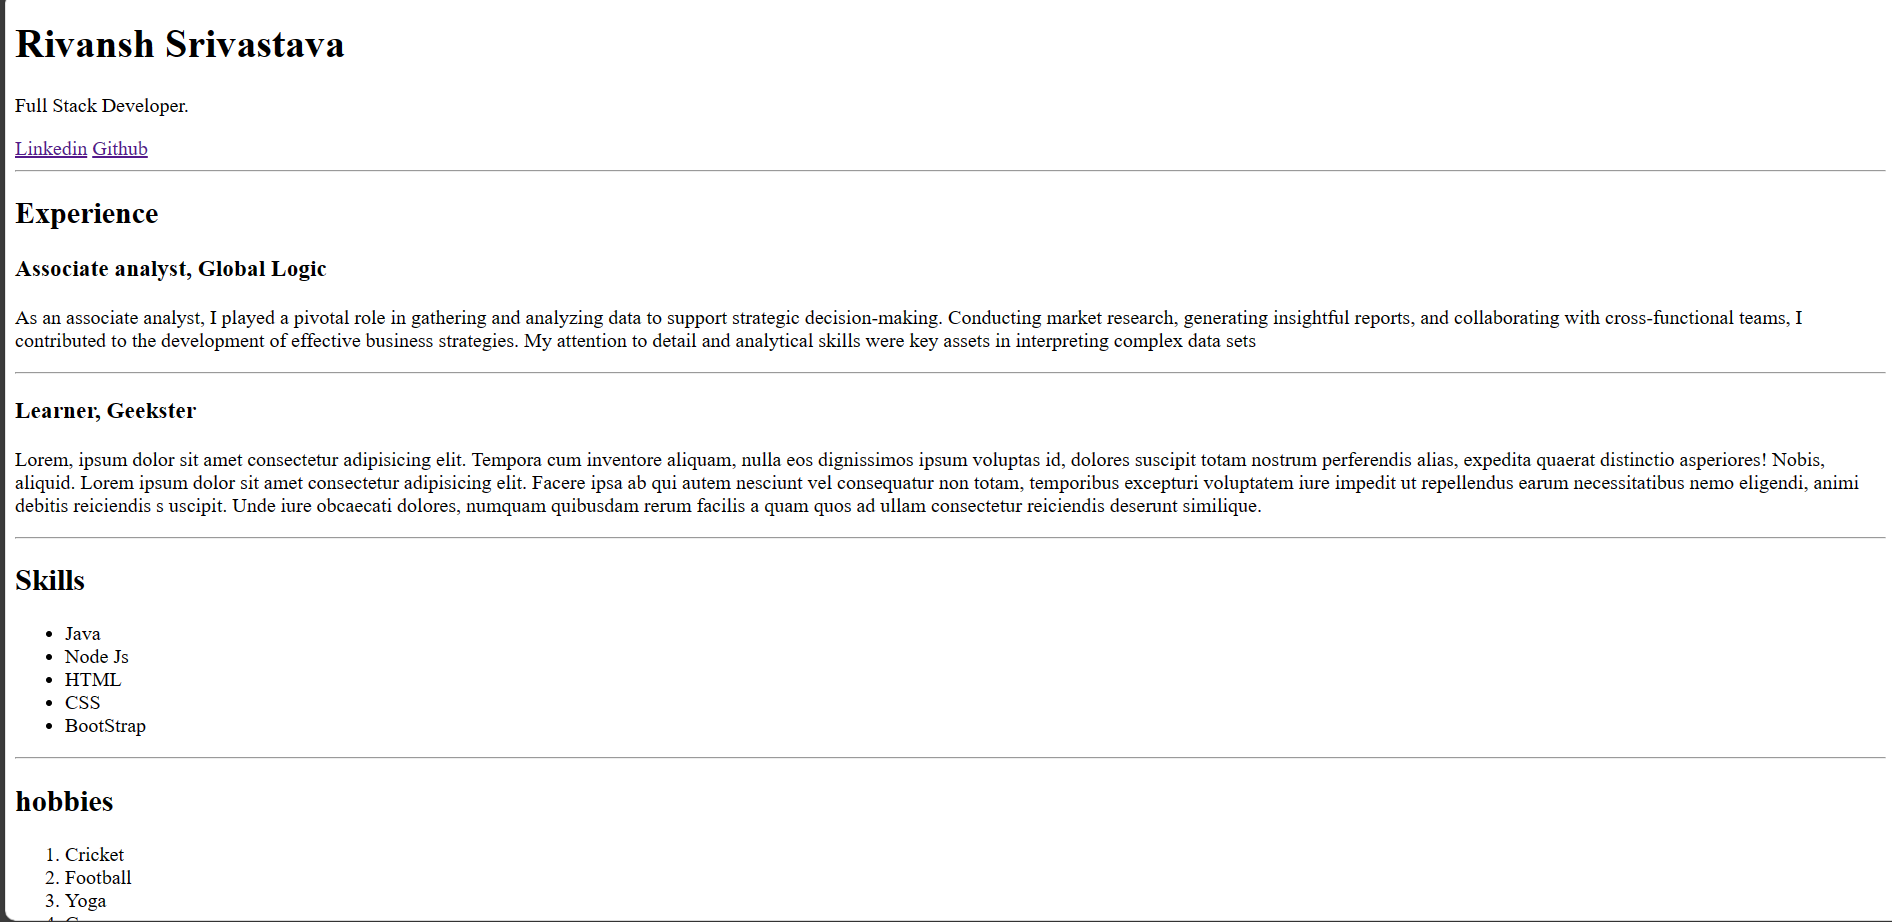 Rivansh Srivastava
Full Stack Developer.
Linkedin Github
Experience
Associate analyst, Global Logic
As an associate analyst, I played a pivotal role in gathering and analyzing data to support strategic decision-making. Conducting market research, generating insightful reports, and collaborating with cross-functional teams, I
contributed to the development of effective business strategies. My attention to detail and analytical skills were key assets in interpreting complex data sets
Learner, Geekster
Lorem, ipsum dolor sit amet consectetur adipisicing elit. Tempora cum inventore aliquam, nulla eos dignissimos ipsum voluptas id, dolores suscipit totam nostrum perferendis alias, expedita quaerat distinctio asperiores! Nobis,
aliquid. Lorem ipsum dolor sit amet consectetur adipisicing elit. Facere ipsa ab qui autem nesciunt vel consequatur non totam, temporibus excepturi voluptatem iure impedit ut repellendus earum necessitatibus nemo eligendi, animi
debitis reiciendis s uscipit. Unde iure obcaecati dolores, numquam quibusdam rerum facilis a quam quos ad ullam consectetur reiciendis deserunt similique.
Skills
• Java
• Node Js
• HTML
• CSS
• BootStrap
hobbies
1. Cricket
2. Football
3. Yoga